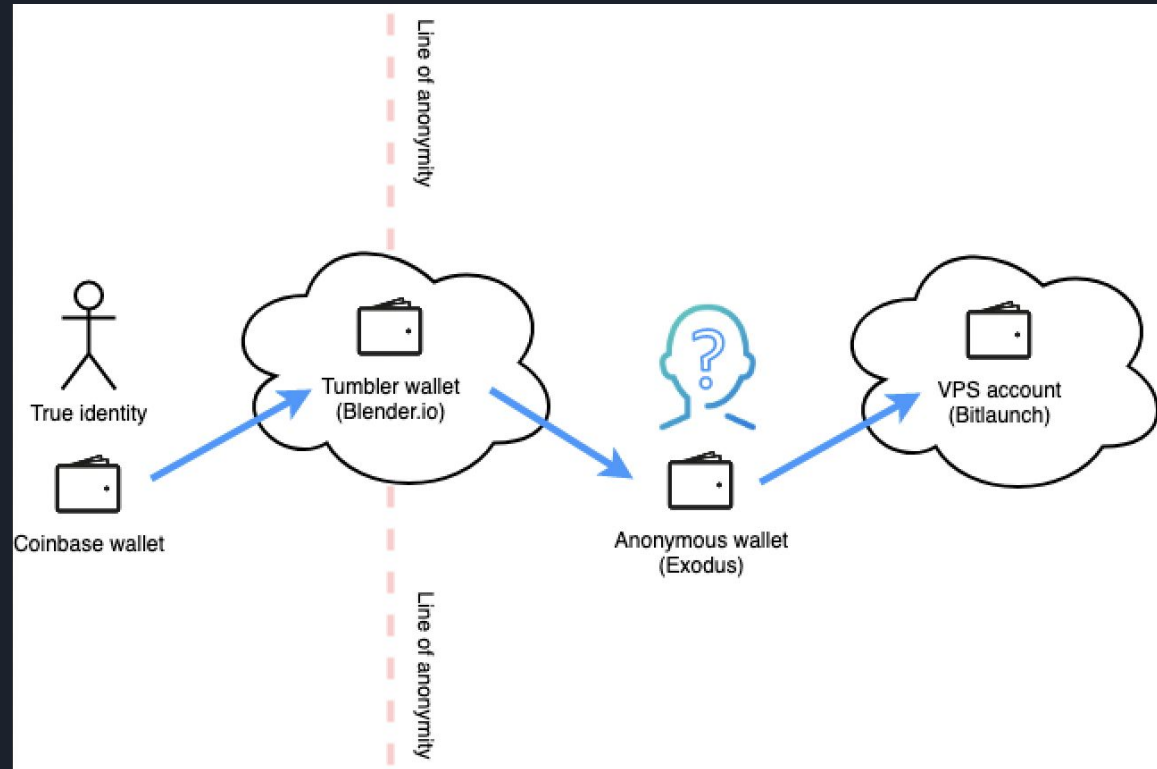 Line of anonymity
True identity
Coinbase wallet
Tumbler wallet
(Blender.io)
Anonymous wallet
(Exodus)
VPS account
(Bitlaunch)
?
Line of anonymity